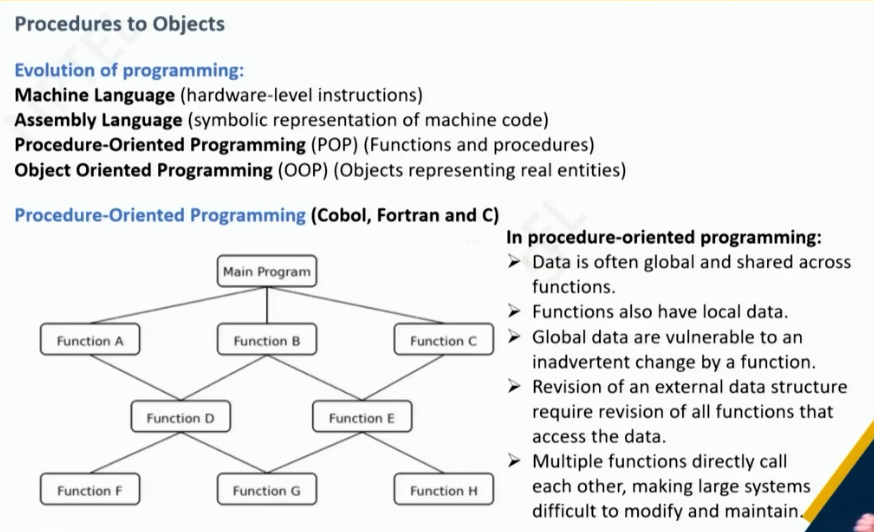 Procedures to Objects
Evolution of programming:
Machine Language (hardware-level instructions)
Assembly Language (symbolic representation of machine code)
Procedure-Oriented Programming (POP) (Functions and procedures)
Object Oriented Programming (OOP) (Objects representing real entities)
Procedure-Oriented Programming (Cobol, Fortran and C)
Main Program
Function A
Function B
Function C
Function D
Function E
Function F
Function G
Function H
In procedure-oriented programming:
➢ Data is often global and shared across
functions.
➢ Functions also have local data.
➢ Global data are vulnerable to an
inadvertent change by a function.
➢ Revision of an external data structure
require revision of all functions that
access the data.
➢ Multiple functions directly call
each other, making large systems
difficult to modify and maintain.